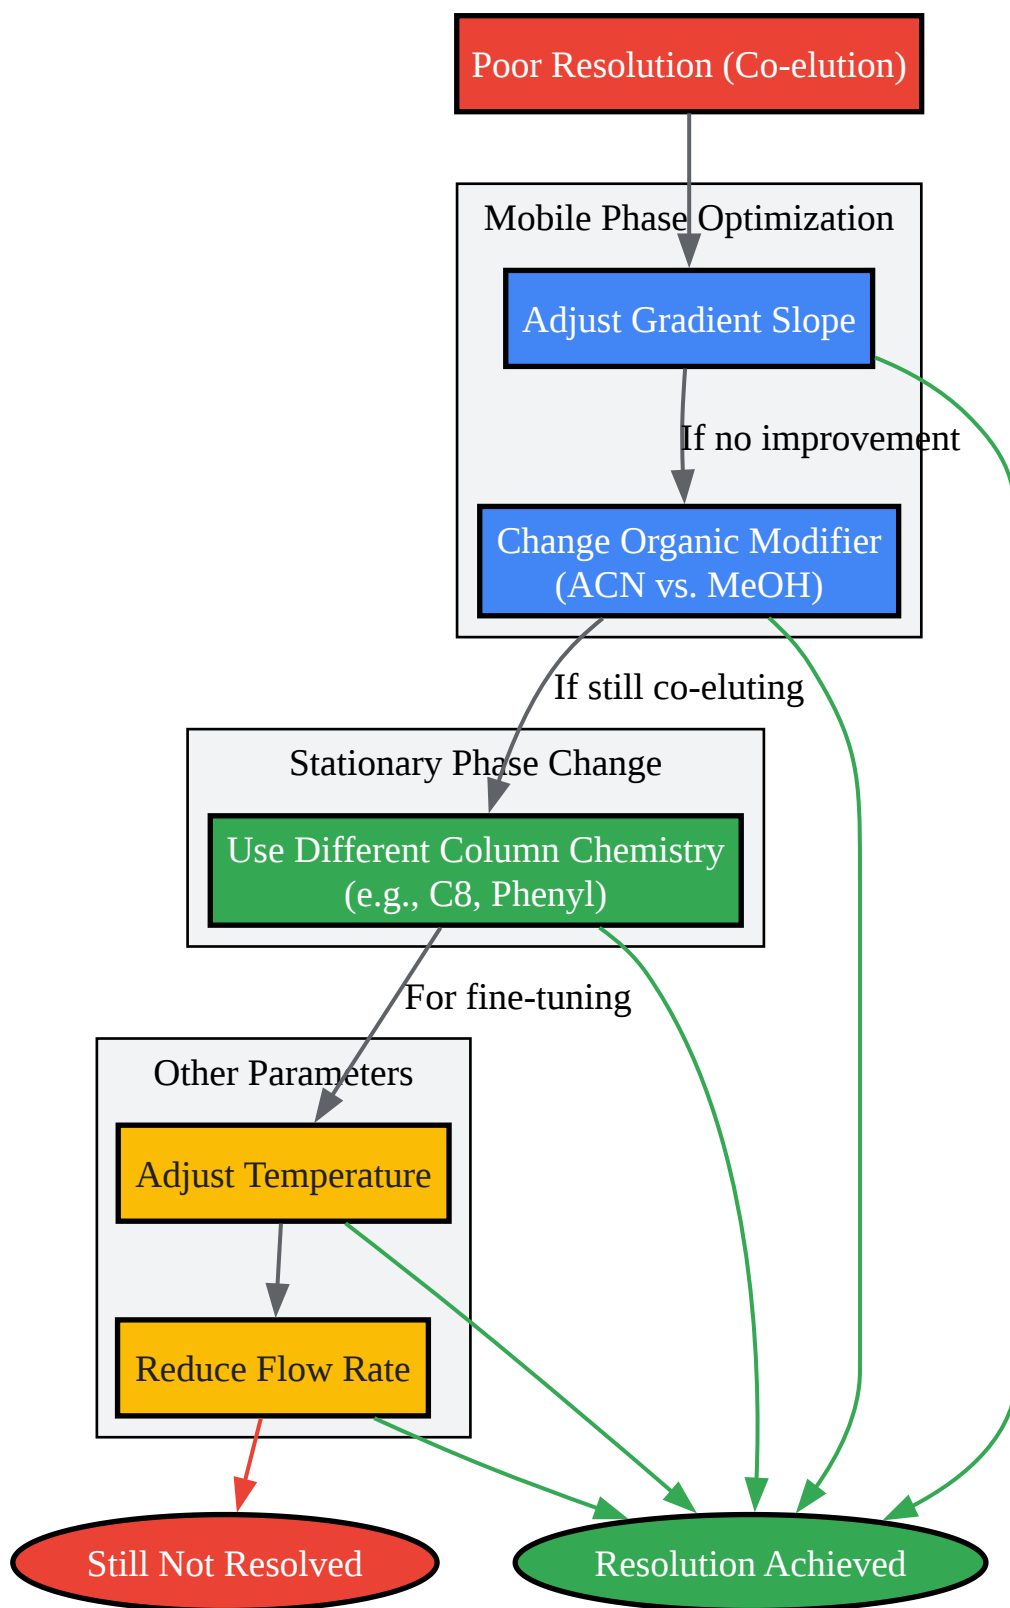 Poor Resolution (Co-elution)
Mobile Phase Optimization
Adjust Gradient Slope
If no improvement
Change Organic Modifier
(ACN vs. MeOH)
If still co-eluting
Stationary Phase Change
Use Different Column Chemistry
(e.g., C8, Phenyl)
For fine-tuning
Other Parameters
Adjust Temperature
Reduce Flow Rate
Still Not Resolved
Resolution Achieved